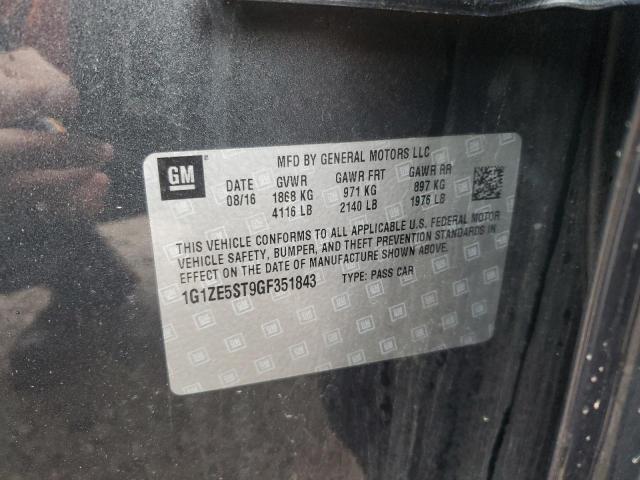 GM
MFD BY GENERAL MOTORS LLC
DATE GVWR GAWR FRT GAWR RR
08/16 1868 KG 971 KG 897 KG
4116 LB 2140 LB 1976 LB
THIS VEHICLE CONFORMS TO ALL APPLICABLE U.S. FEDERAL MOTOR
VEHICLE SAFETY, BUMPER, AND THEFT PREVENTION STANDARDS IN
EFFECT ON THE DATE OF MANUFACTURE SHOWN ABOVE.
1G1ZE5ST9GF351843 TYPE: PASS CAR